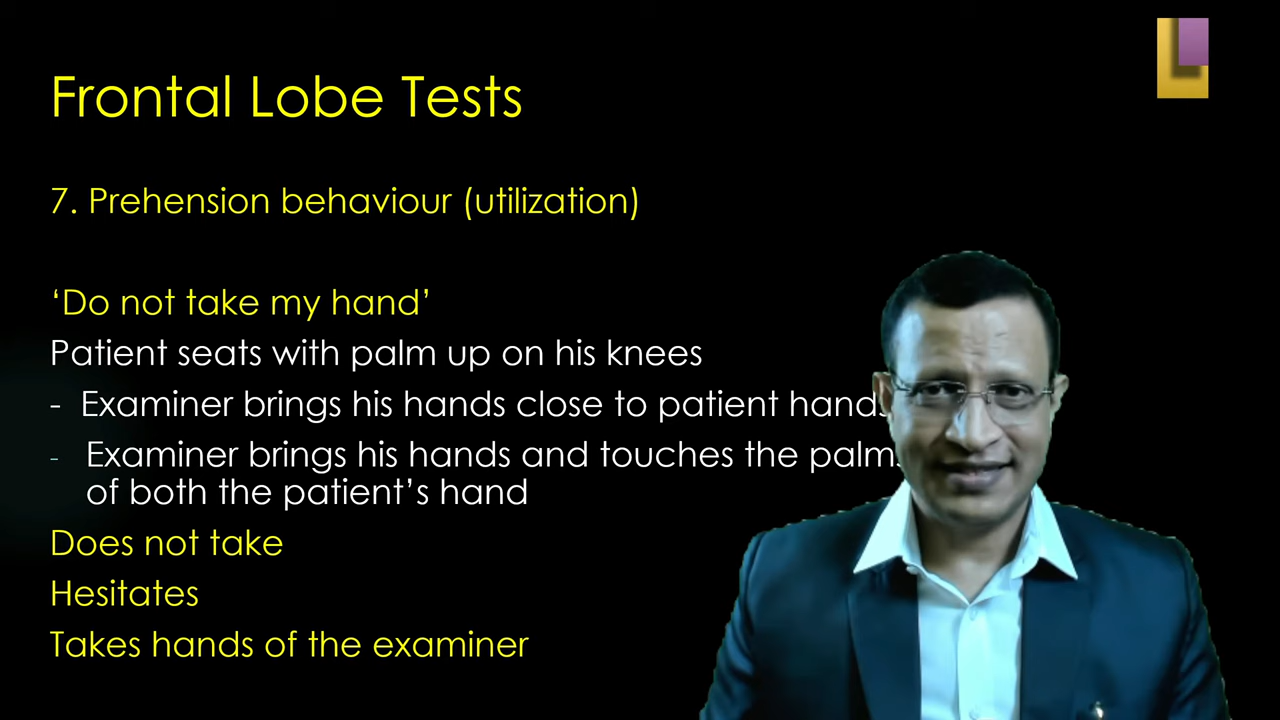 Frontal Lobe Tests
7. Prehension behaviour (utilization)
‘Do not take my hand’
Patient seats with palm up on his knees
- Examiner brings his hands close to patient hands
- Examiner brings his hands and touches the palms
of both the patient’s hand
Does not take
Hesitates
Takes hands of the examiner